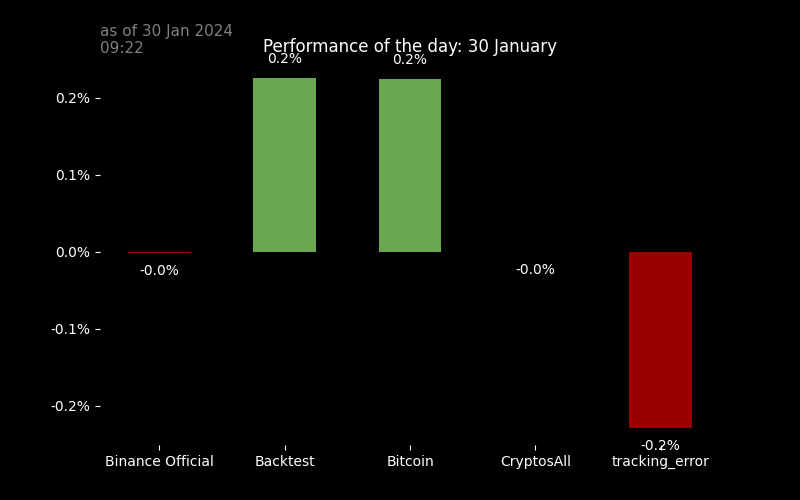 as of 30 Jan 2024
09:22
Performance of the day: 30 January
0.2%
0.2%
0.2%
0.1%
0.0%
-0.0%
-0.0%
-0.1%
-0.2%
-0.2%
Binance Official
Backtest
Bitcoin
CryptosAll
tracking_error